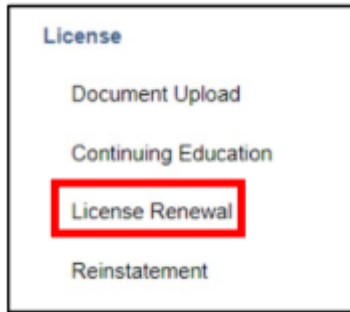 License
Document Upload
Continuing Education
License Renewal
Reinstatement